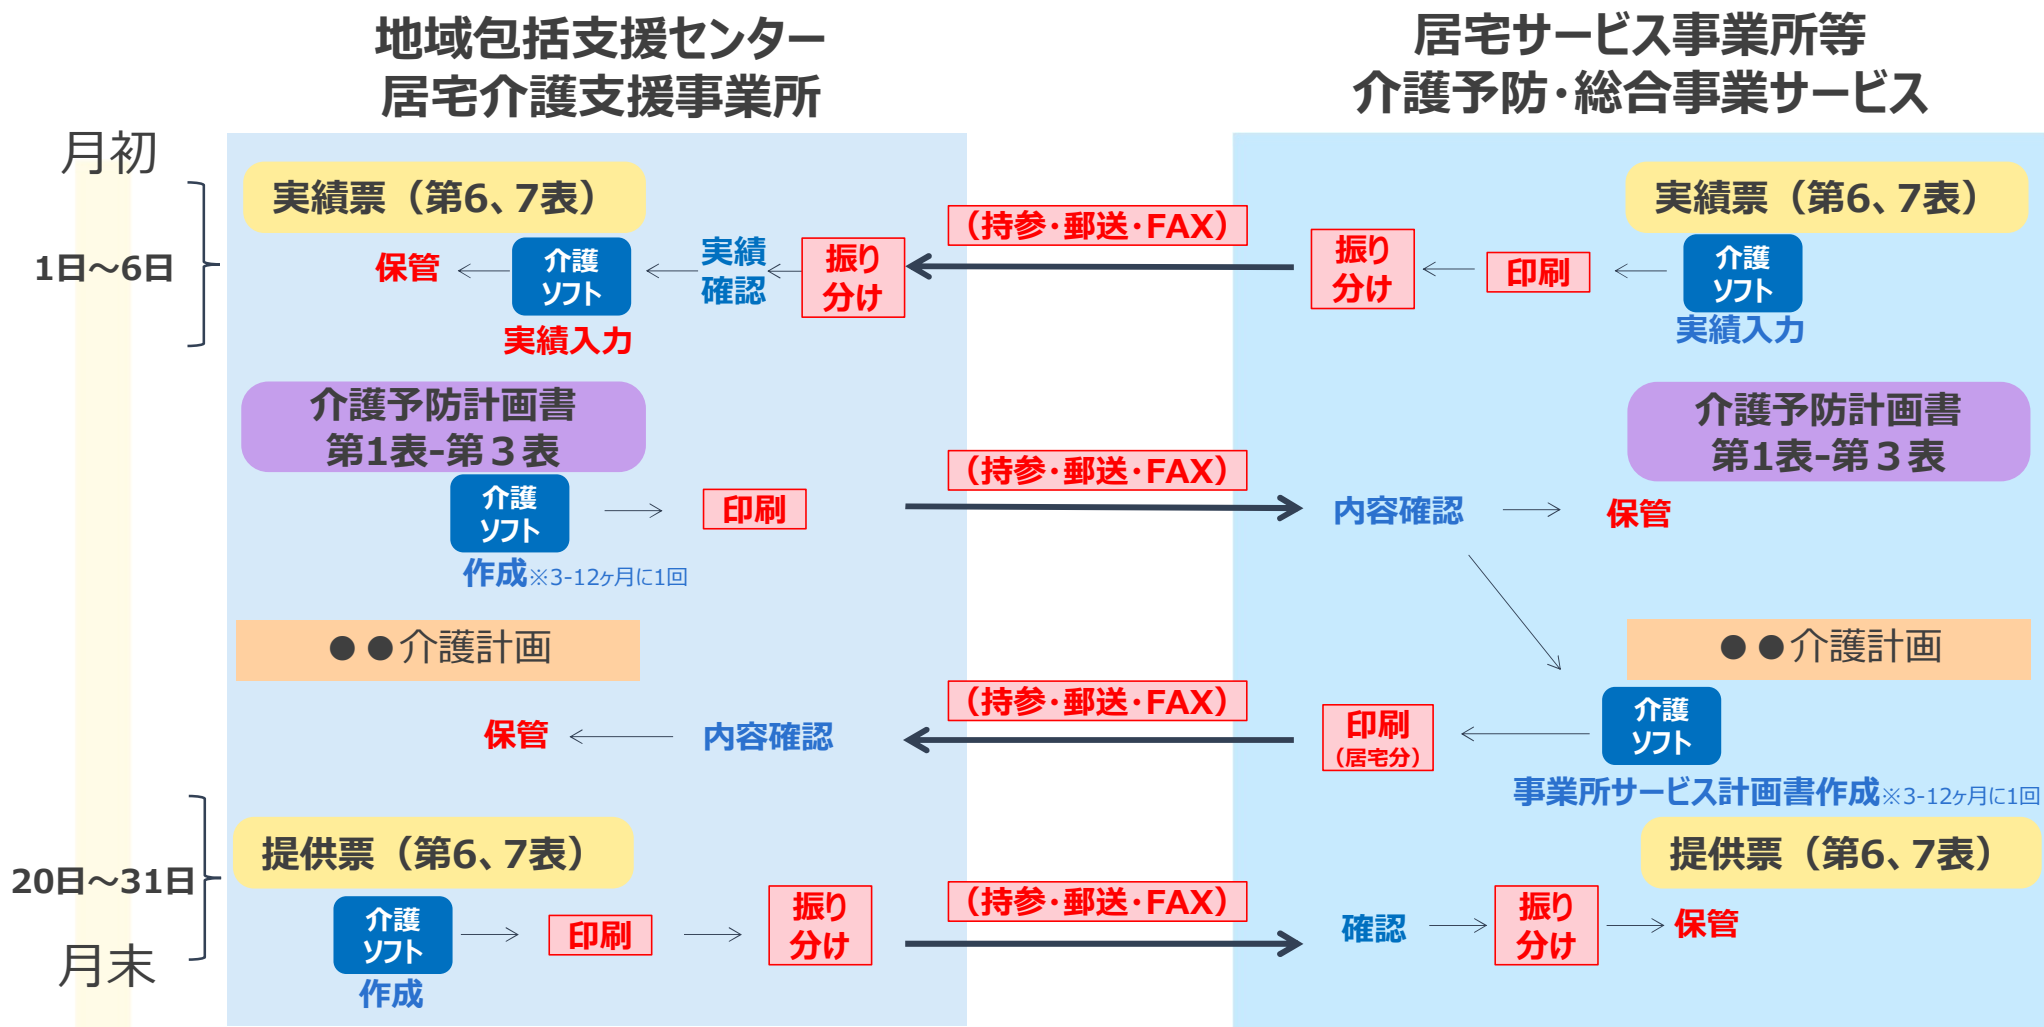 地域包括支援センター
居宅介護支援事業所
居宅サービス事業所等
介護予防・総合事業サービス
月初
1日～6日
実績票（第6、7表）
保管
介護
ソフト
実績入力
実績
確認
振り
分け
（持参・郵送・FAX）
振り
分け
印刷
実績票（第6、7表）
介護
ソフト
実績入力
介護予防計画書
第1表-第３表
介護
ソフト
作成※3-12ヶ月に1回
印刷
（持参・郵送・FAX）
内容確認
介護予防計画書
第1表-第３表
保管
●●介護計画
保管
内容確認
（持参・郵送・FAX）
印刷
（居宅分）
●●介護計画
介護
ソフト
事業所サービス計画書作成※3-12ヶ月に1回
20日～31日
月末
提供票（第6、7表）
介護
ソフト
作成
印刷
振り
分け
（持参・郵送・FAX）
確認
振り
分け
提供票（第6、7表）
保管